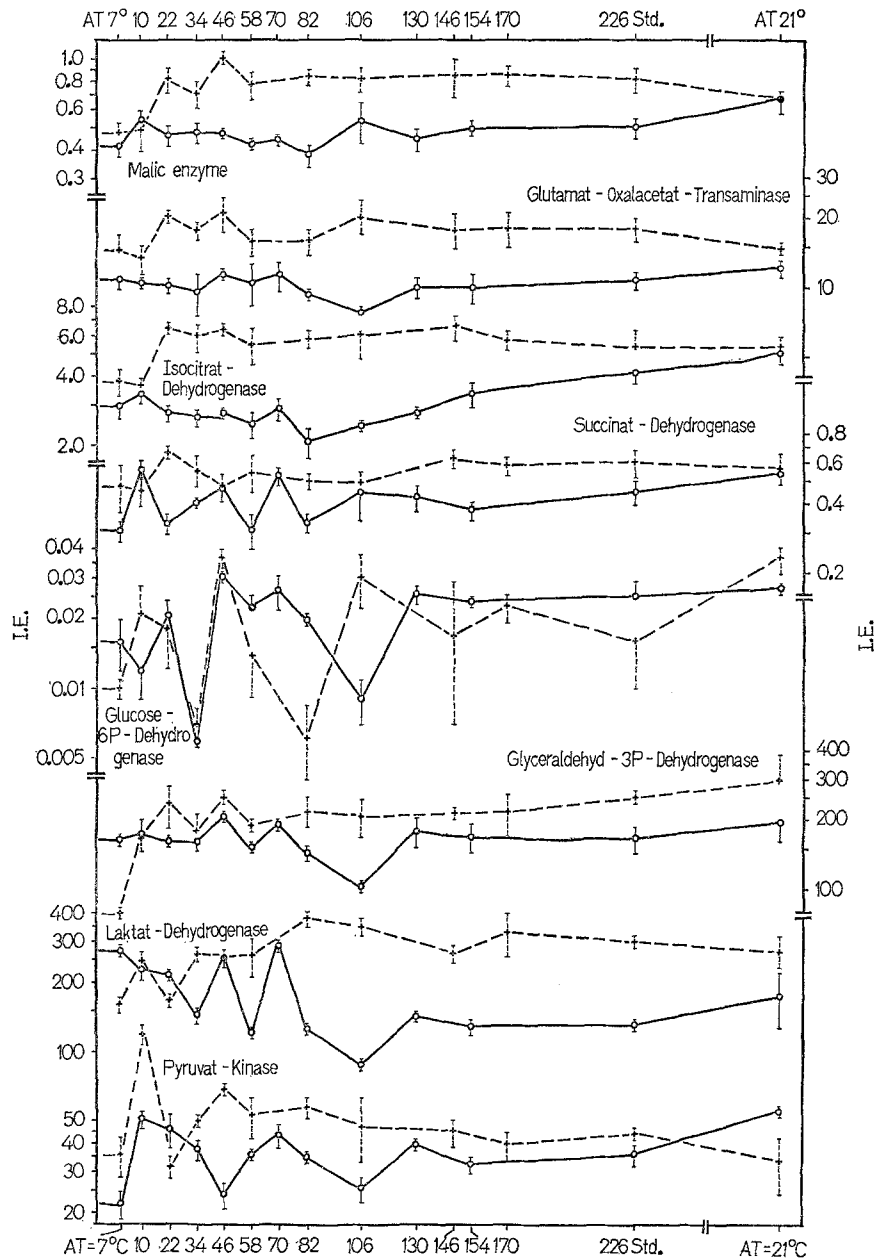 AT 7° 10 22 34 46 58 70 82 106 130 146 154 170 226 Std. AT 21°
1.0
0.8
0.6
0.4
0.3
Malic enzyme
30
Glutamat-Oxalacetat-Transaminase
20
10
8.0
6.0
4.0
2.0
Isocitrat-
Dehydrogenase
Succinat-Dehydrogenase
0.8
0.6
0.4
0.2
0.04
0.03
0.02
0.01
0.005
I.E.
I.E.
Glucose-
6P-Dehydro
genase
Glyceraldehyd-3P-Dehydrogenase
400
300
200
100
400
300
200
100
Laktat-Dehydrogenase
Pyruvat-Kinase
50
40
30
20
AT=7°C 10 22 34 46 58 70 82 106 130 146 154 170 226 Std. AT=21°C